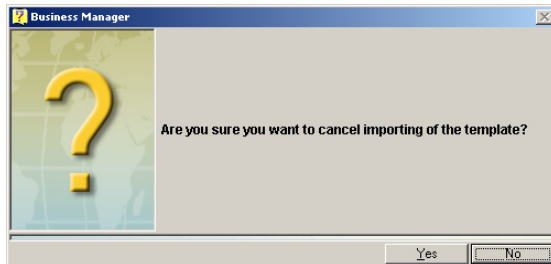 Business Manager
Are you sure you want to cancel importing of the template?
Yes No